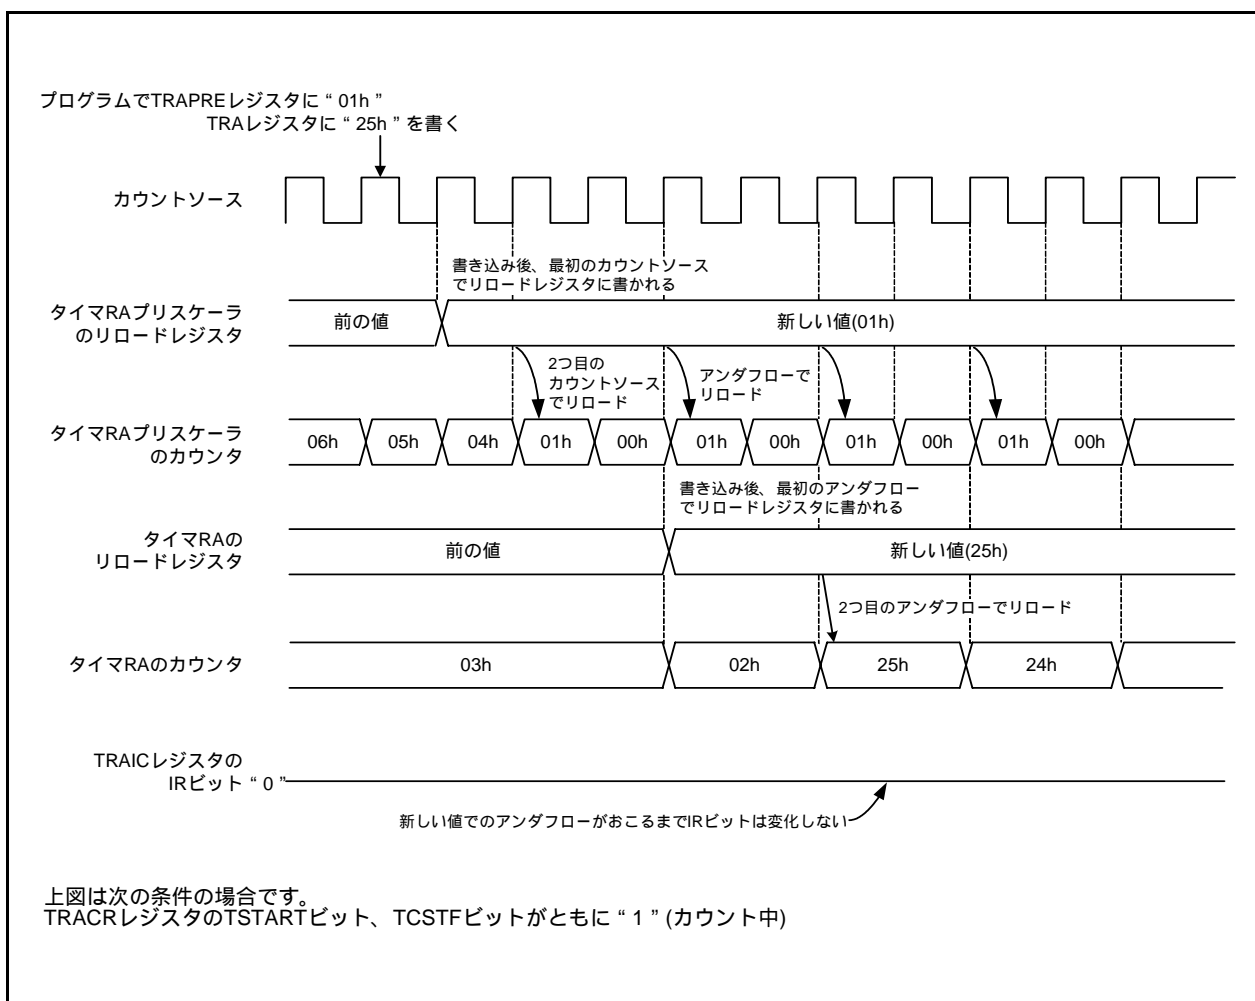 プログラムでTRAPREレジスタに“01h”
TRAレジスタに“25h”を書く
カウントソース
書き込み後、最初のカウントソース
でリロードレジスタに書かれる
タイマRAプリスケーラ
のリロードレジスタ
前の値
新しい値(01h)
2つ目の
カウントソース
でリロード
アンダフローで
リロード
タイマRAプリスケーラ
のカウンタ
06h
05h
04h
01h
00h
01h
00h
01h
00h
01h
00h
書き込み後、最初のアンダフロー
でリロードレジスタに書かれる
タイマRAの
リロードレジスタ
前の値
新しい値(25h)
2つ目のアンダフローでリロード
タイマRAのカウンタ
03h
02h
25h
24h
TRAICレジスタの
IRビット“0”
新しい値でのアンダフローがおこるまでIRビットは変化しない
上図は次の条件の場合です。
TRACRレジスタのTSTARTビット、TCSTFビットがともに“1”(カウント中)